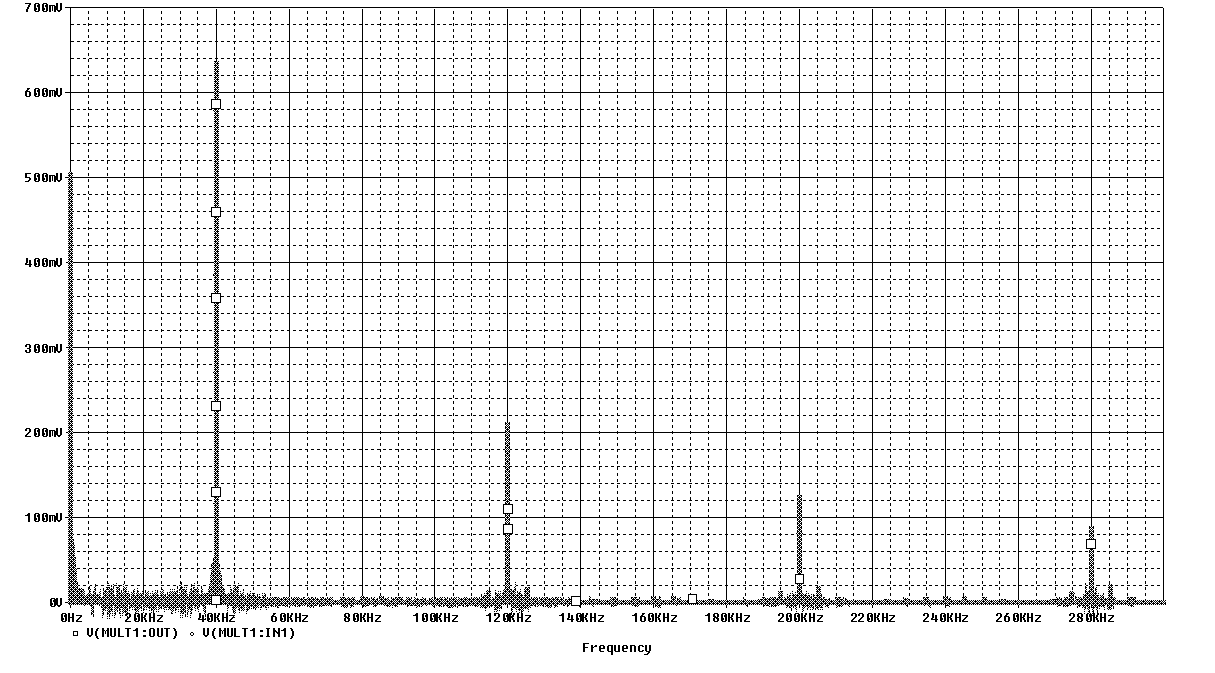 700mV
600mV
500mV
400mV
300mV
200mV
100mV
0V
0Hz 20KHz 40KHz 60KHz 80KHz 100KHz 120KHz 140KHz 160KHz 180KHz 200KHz 220KHz 240KHz 260KHz 280KHz
V(MULT1:OUT) V(MULT1:IN1)
Frequency